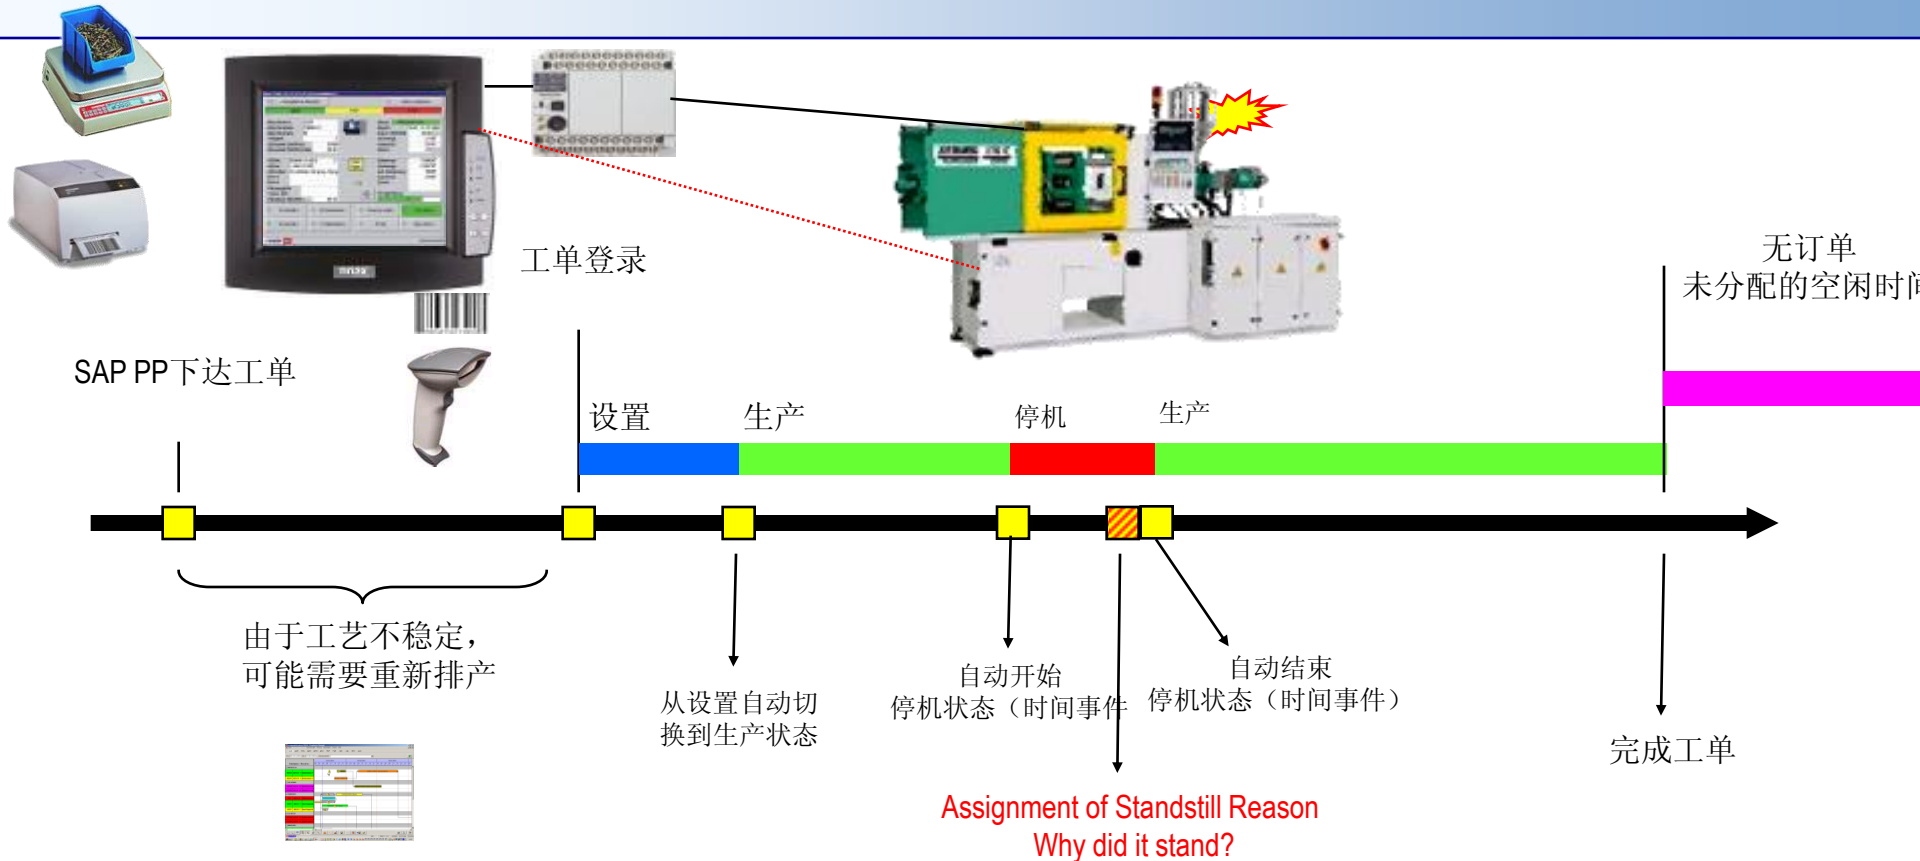 工单登录
无订单
未分配的空闲时间
SAP PP下达工单
设置
生产
停机
生产
由于工艺不稳定，
可能需要重新排产
从设置自动切
换到生产状态
自动开始
停机状态（时间事件
自动结束
停机状态（时间事件）
完成工单
Assignment of Standstill Reason
Why did it stand?